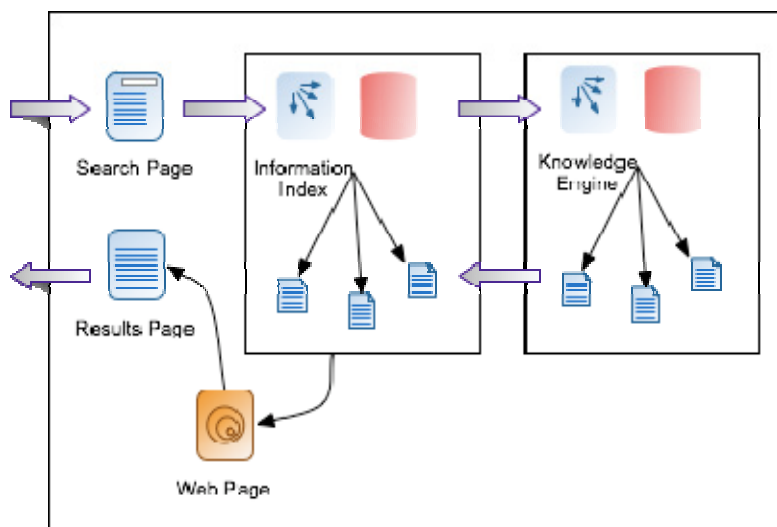 Search Page
Information
Index
Knowledge
Engine
Results Page
Web Page